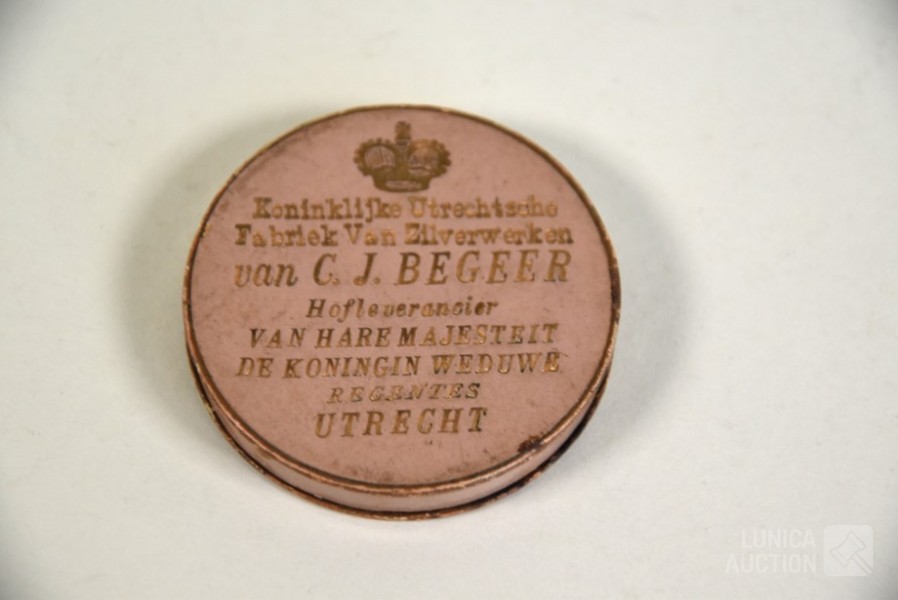 Koninklijke Utrechtsche
Fabriek Van Zilverwerken
van C. J. BEGEER
Hofleverancier
VAN HARE MAJESTEIT
DE KONINGIN WEDUWE
REGENTES
UTRECHT
LUNICA
AUCTION